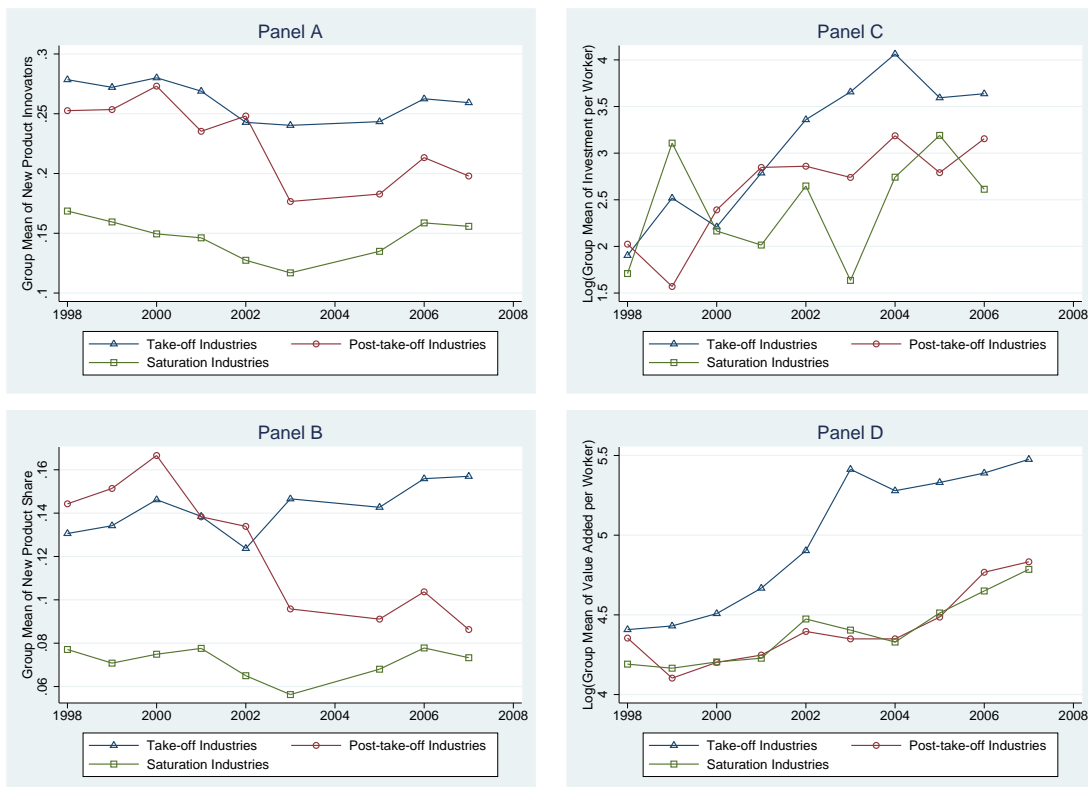 Panel A
Group Mean of New Product Innovators
.3
.25
.2
.15
.1
1998 2000 2002 2004 2006 2008
Take-off Industries Post-take-off Industries
Saturation Industries
Panel C
Log(Group Mean of Investment per Worker)
4
3.5
3
2.5
2
1.5
1998 2000 2002 2004 2006 2008
Take-off Industries Post-take-off Industries
Saturation Industries
Panel B
Group Mean of New Product Share
.16
.14
.12
.1
.08
.06
1998 2000 2002 2004 2006 2008
Take-off Industries Post-take-off Industries
Saturation Industries
Panel D
Log(Group Mean of Value Added per Worker)
5.5
5
4.5
4
1998 2000 2002 2004 2006 2008
Take-off Industries Post-take-off Industries
Saturation Industries